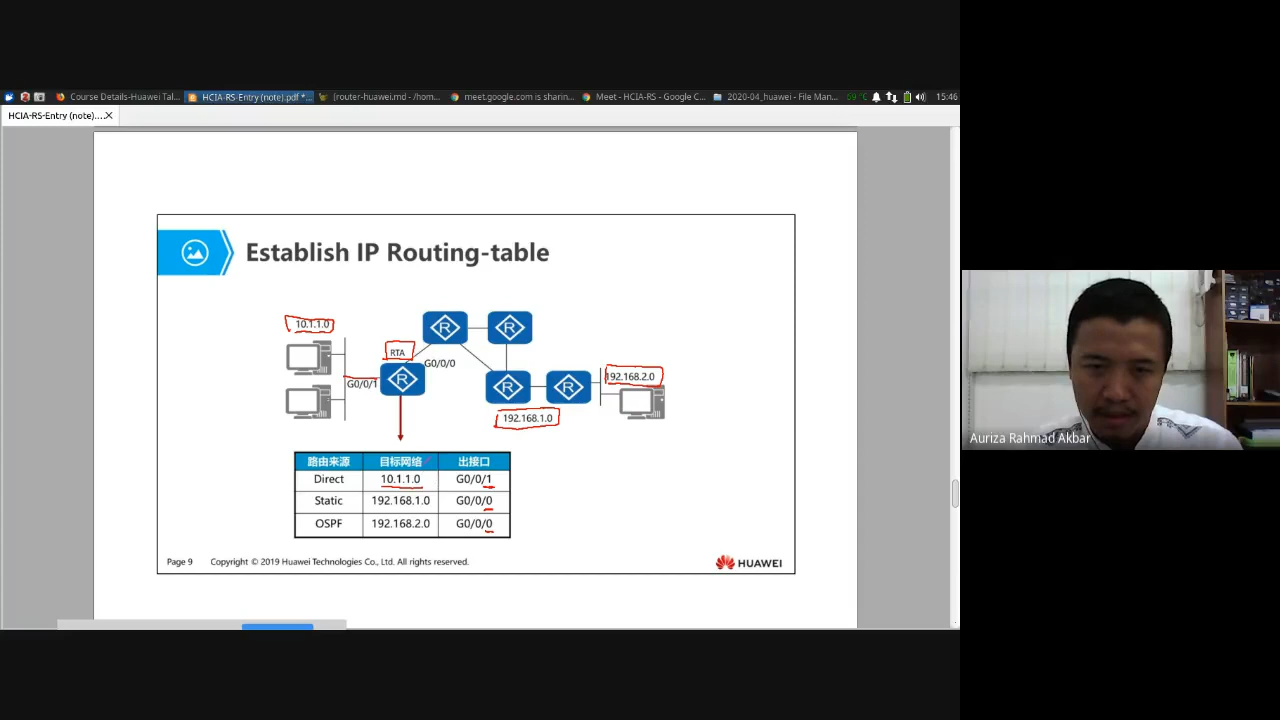 Course Details-Huawei Tal...
HCIA-RS-Entry (note).pdf *...
(router-huawei.md - /hom...
meet.google.com is sharin...
Meet - HCIA-RS - Google C...
2020-04_huawei - File Man...
69 °C
15:46
HCIA-RS-Entry (note)....
Establish IP Routing-table
10.1.1.0
RTA
G0/0/0
G0/0/1
192.168.2.0
192.168.1.0
路由来源 目标网络 出接口
Direct 10.1.1.0 G0/0/1
Static 192.168.1.0 G0/0/0
OSPF 192.168.2.0 G0/0/0
Page 9 Copyright © 2019 Huawei Technologies Co., Ltd. All rights reserved.
HUAWEI
Auriza Rahmad Akbar
R
R
R
R
R